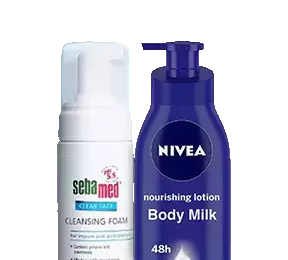 sebamed
CLEAR FACE
CLEANSING FOAM
NIVEA
nourishing lotion
Body Milk
48h